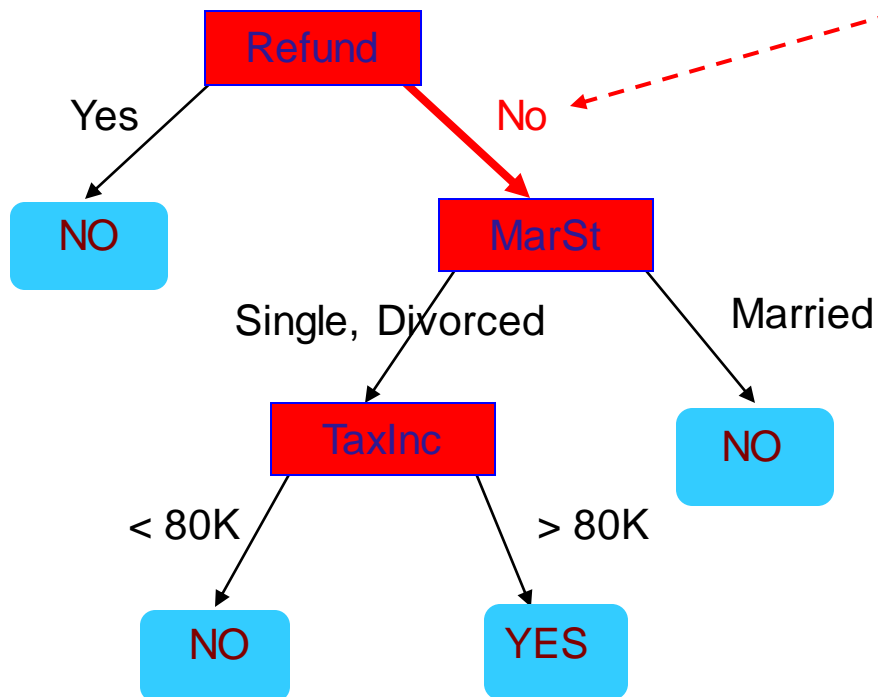 Refund
Yes
No
NO
MarSt
Single, Divorced
Married
TaxInc
NO
< 80K
> 80K
NO
YES